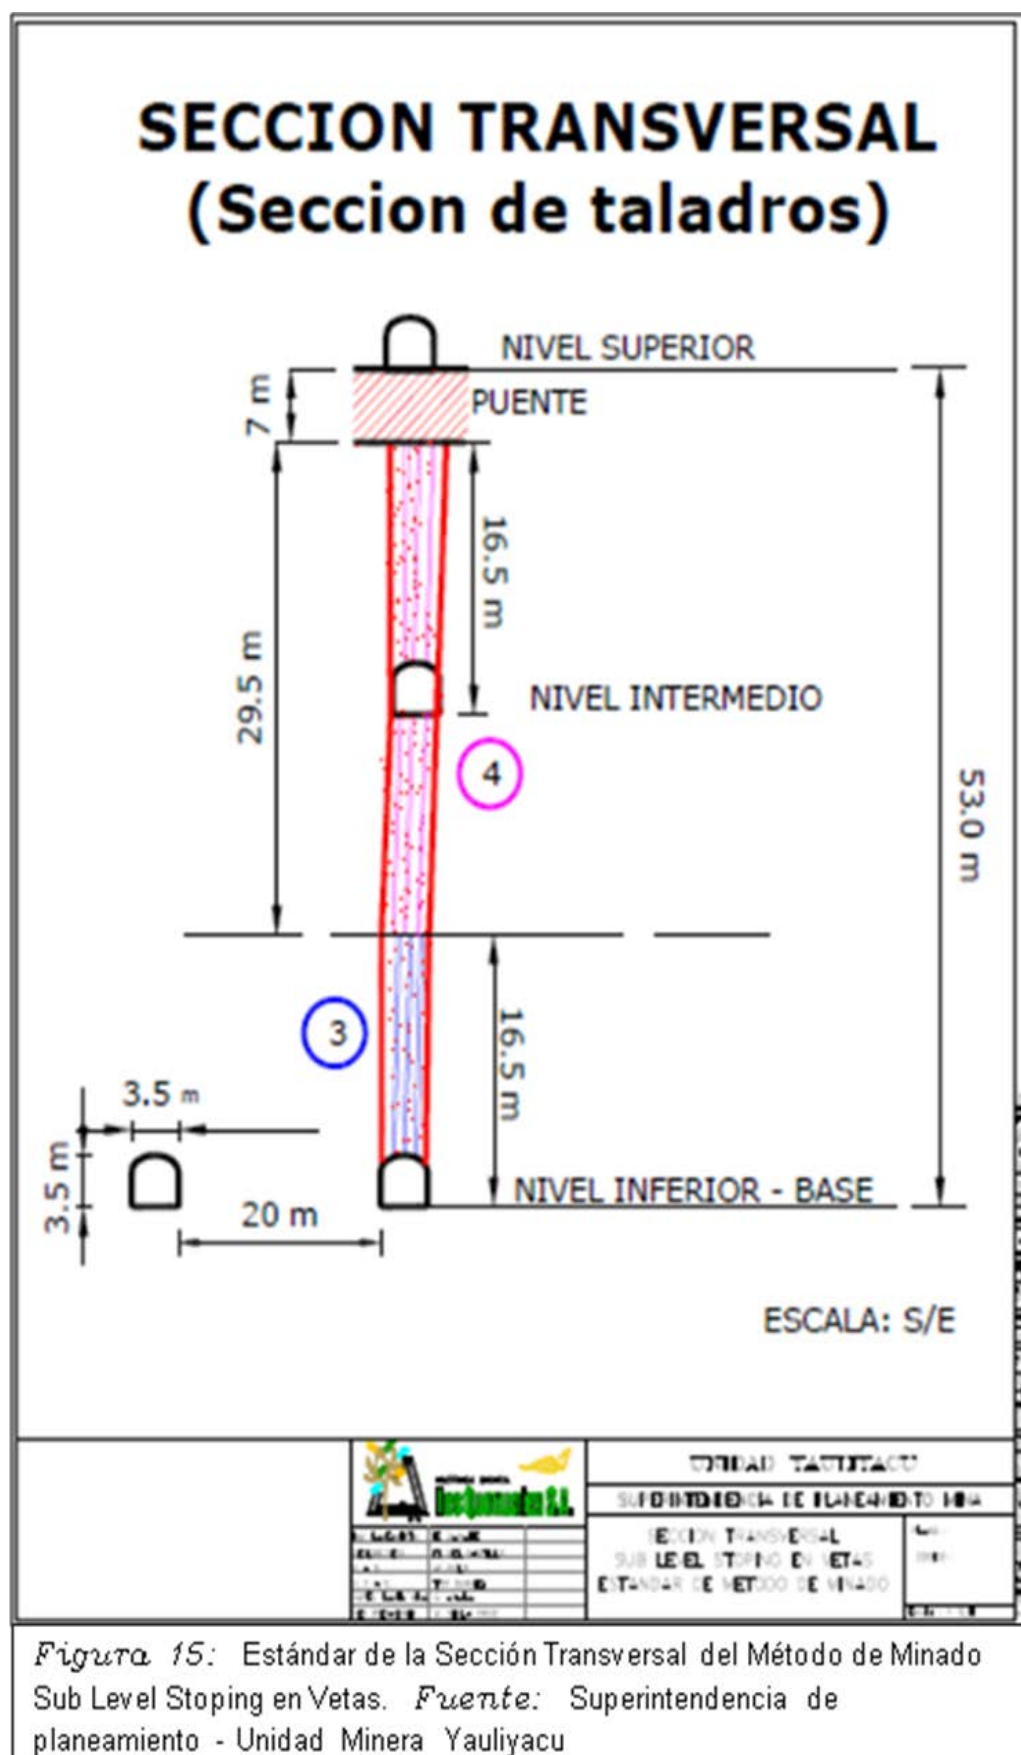 SECCION TRANSVERSAL
(Seccion de taladros)
NIVEL SUPERIOR
7 m
PUENTE
16.5 m
29.5 m
NIVEL INTERMEDIO
4
53.0 m
3
16.5 m
3.5 m
3.5 m
NIVEL INFERIOR - BASE
20 m
ESCALA: S/E
UNIDAD YAULIYACU
SUPERINTENDENCIA DE PLANEAMIENTO MINA
SECCION TRANSVERSAL
SUB LEVEL STOPING EN VETAS
ESTANDAR DE METODO DE MINADO
Figura 15: Estándar de la Sección Transversal del Método de Minado
Sub Level Stoping en Vetas. Fuente: Superintendencia de
planeamiento - Unidad Minera Yauliyacu